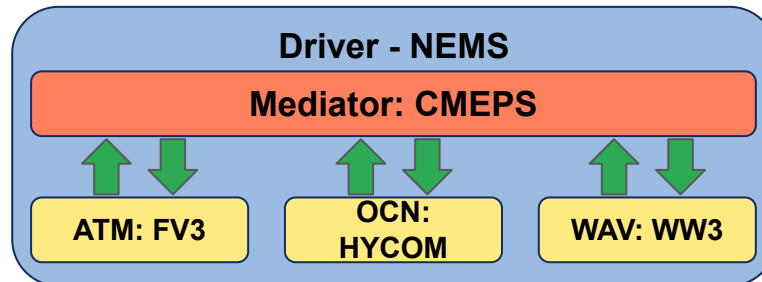 Driver - NEMS
Mediator: CMEPS
ATM: FV3
OCN:
HYCOM
WAV: WW3